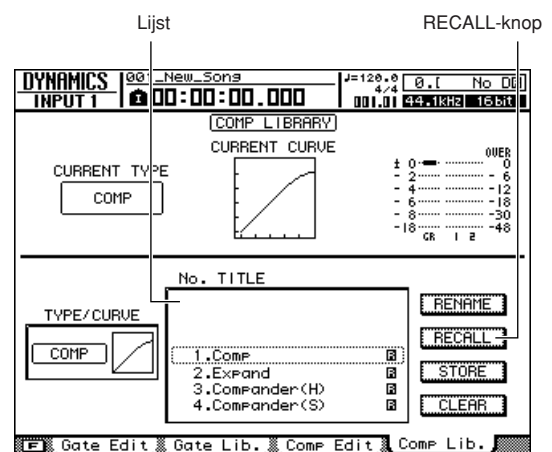 Lijst RECALL-knop
DYNAMICS 001_New_Song ♩=120.0 0.[ No DD]
4/4
INPUT 1 00:00:00.000 001.01 44.1kHz 16bit
COMP LIBRARY
CURRENT CURVE
OVER
CURRENT TYPE ± 0 0
- 2 - 6
COMP - 4 -12
- 6 -18
- 8 -30
-18 -48
GR 1 2
No. TITLE
TYPE/CURVE
RENAME
COMP RECALL
1.Comp R
2.Expand R STORE
3.Compander(H) R
4.Compander(S) R CLEAR
F Gate Edit Gate Lib. Comp Edit Comp Lib.